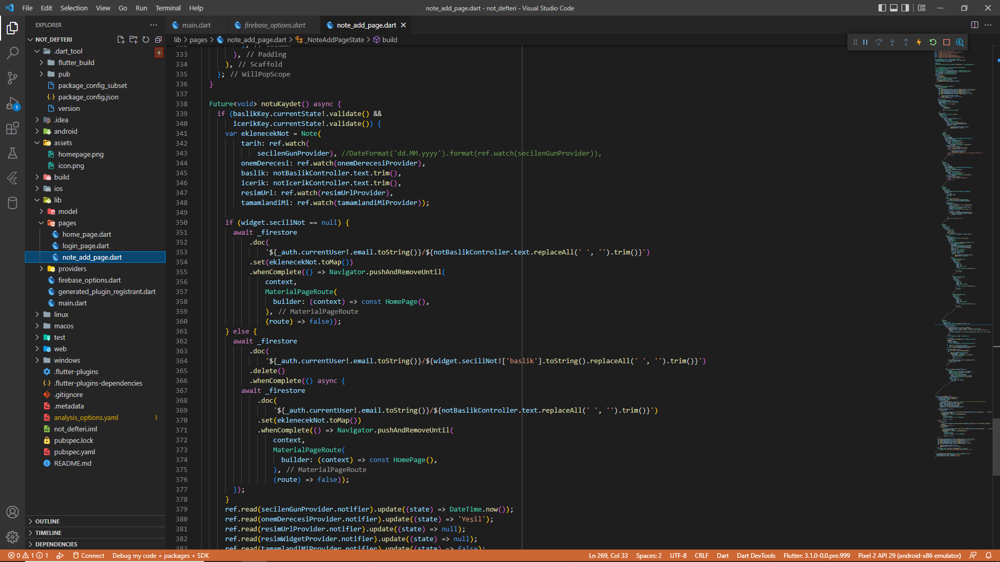 File Edit Selection View Go Run Terminal Help
note_add_page.dart - not_defteri - Visual Studio Code
EXPLORER
NOT_DEFTERI
.dart_tool
flutter_build
pub
package_config_subset
package_config.json
version
.idea
android
assets
homepage.png
icon.png
build
ios
lib
model
pages
home_page.dart
login_page.dart
note_add_page.dart
providers
firebase_options.dart
generated_plugin_registrant.dart
main.dart
linux
macos
test
web
windows
.flutter-plugins
.flutter-plugins-dependencies
.gitignore
.metadata
analysis_options.yaml 1
not_defteri.iml
pubspec.lock
pubspec.yaml
README.md
OUTLINE
TIMELINE
DEPENDENCIES
1
main.dart
firebase_options.dart
note_add_page.dart
lib > pages > note_add_page.dart > _NoteAddPageState > build
332 ), // Column
333 ), // Padding
334 ), // Scaffold
335 ); // WillPopScope
336 }
337
338 Future<void> notuKaydet() async {
339 if (baslikKey.currentState!.validate() &&
340 icerikKey.currentState!.validate()) {
341 var eklenecekNot = Note(
342 tarih: ref.watch(
343 secilenGunProvider), //DateFormat('dd.MM.yyyy').format(ref.watch(secilenGunProvider)),
344 onemDerecesi: ref.watch(onemDerecesiProvider),
345 baslik: notBaslikController.text.trim(),
346 icerik: notIcerikController.text.trim(),
347 resimUrl: ref.watch(resimUrlProvider),
348 tamamlandiMi: ref.watch(tamamlandiMiProvider));
349
350 if (widget.seciliNot == null) {
351 await _firestore
352 .doc(
353 '${_auth.currentUser!.email.toString()}/${notBaslikController.text.replaceAll(' ', '').trim()}')
354 .set(eklenecekNot.toMap())
355 .whenComplete(() => Navigator.pushAndRemoveUntil(
356 context,
357 MaterialPageRoute(
358 builder: (context) => const HomePage(),
359 ), // MaterialPageRoute
360 (route) => false));
361 } else {
362 await _firestore
363 .doc(
364 '${_auth.currentUser!.email.toString()}/${widget.seciliNot!['baslik'].toString().replaceAll(' ', '').trim()}')
365 .delete()
366 .whenComplete(() async {
367 await _firestore
368 .doc(
369 '${_auth.currentUser!.email.toString()}/${notBaslikController.text.replaceAll(' ', '').trim()}')
370 .set(eklenecekNot.toMap())
371 .whenComplete(() => Navigator.pushAndRemoveUntil(
372 context,
373 MaterialPageRoute(
374 builder: (context) => const HomePage(),
375 ), // MaterialPageRoute
376 (route) => false));
377 });
378 }
379 ref.read(secilenGunProvider.notifier).update((state) => DateTime.now());
380 ref.read(onemDerecesiProvider.notifier).update((state) => 'Yeşil');
381 ref.read(resimUrlProvider.notifier).update((state) => null);
382 ref.read(resimWidgetProvider.notifier).update((state) => null);
383 ref.read(tamamlandiMiProvider.notifier).update((state) => false);
0 1 1 Connect Debug my code + packages + SDK Ln 269, Col 33 Spaces: 2 UTF-8 CRLF Dart Dart DevTools Flutter: 3.1.0-0.0.pre.999 Pixel 2 API 29 (android-x86 emulator)